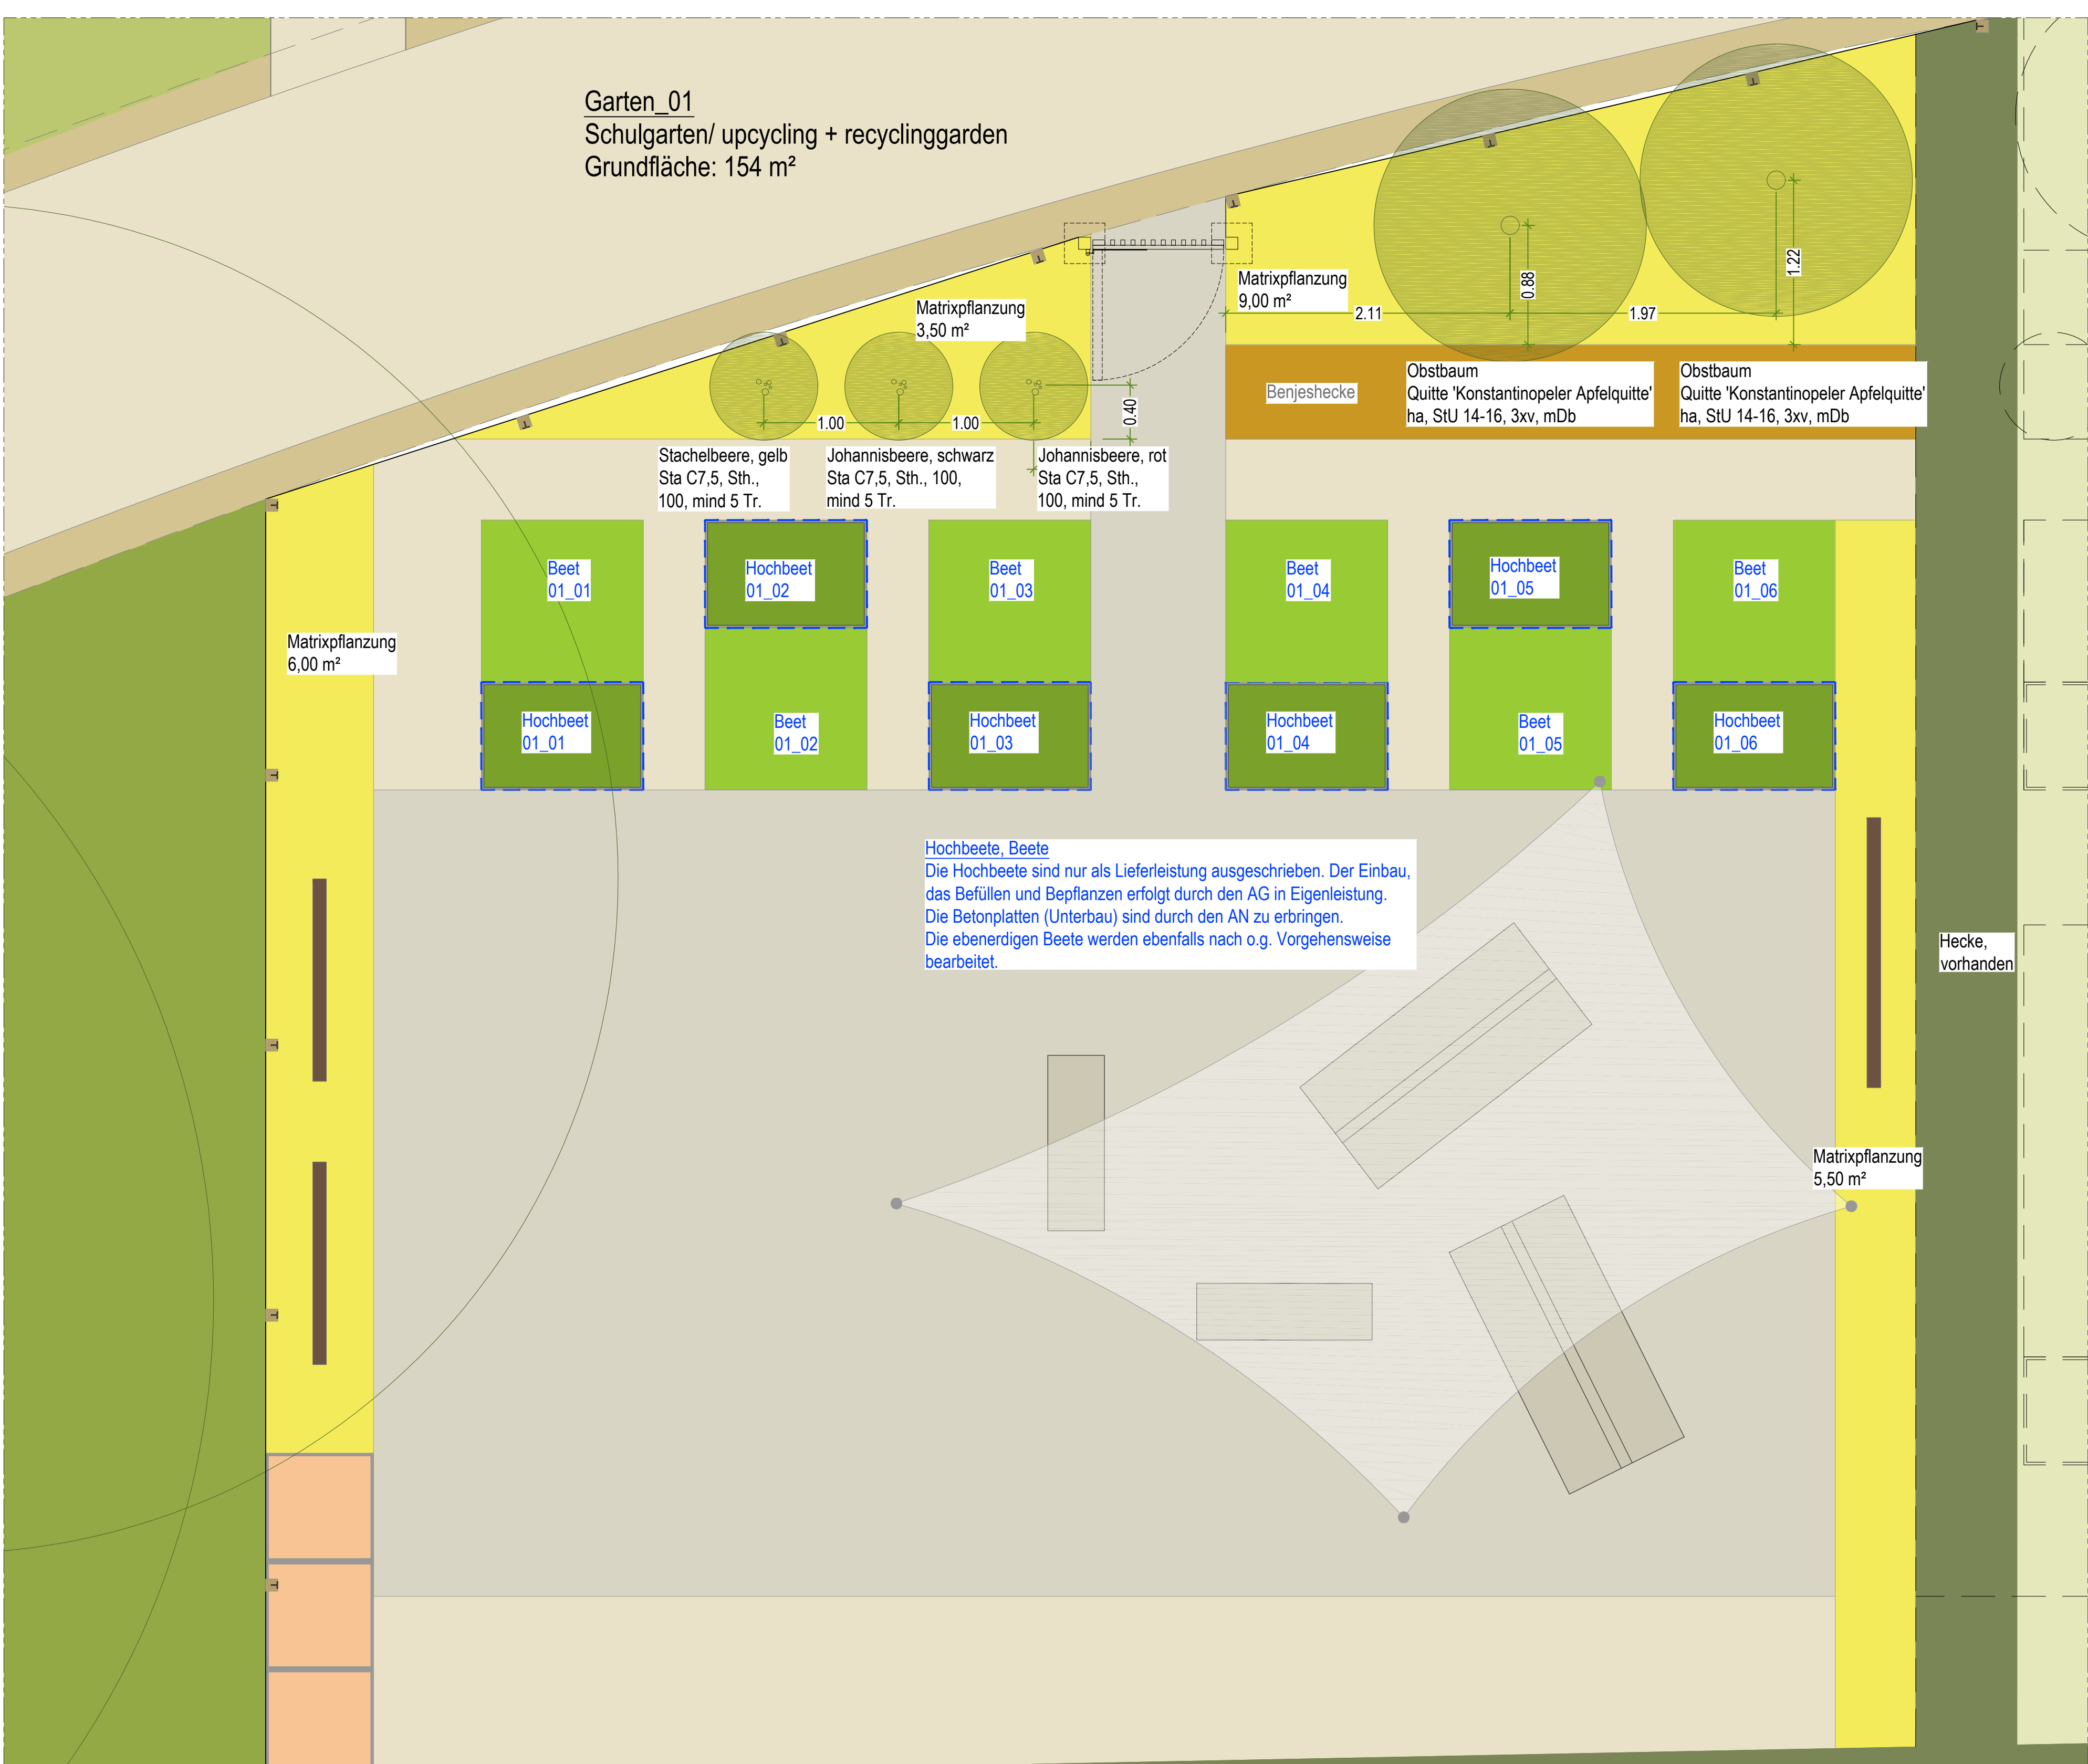 Garten_01
Schulgarten/ upcycling + recyclinggarden
Grundfläche: 154 m²
Matrixpflanzung
9,00 m²
1.22
0.88
2.11
1.97
Matrixpflanzung
3,50 m²
Benjeshecke
Obstbaum
Quitte 'Konstantinopeler Apfelquitte'
ha, StU 14-16, 3xv, mDb
Obstbaum
Quitte 'Konstantinopeler Apfelquitte'
ha, StU 14-16, 3xv, mDb
1.00
1.00
0.40
Stachelbeere, gelb
Sta C7,5, Sth.,
100, mind 5 Tr.
Johannisbeere, schwarz
Sta C7,5, Sth., 100,
mind 5 Tr.
Johannisbeere, rot
Sta C7,5, Sth.,
100, mind 5 Tr.
Beet
01_01
Hochbeet
01_02
Beet
01_03
Beet
01_04
Hochbeet
01_05
Beet
01_06
Matrixpflanzung
6,00 m²
Hochbeet
01_01
Beet
01_02
Hochbeet
01_03
Hochbeet
01_04
Beet
01_05
Hochbeet
01_06
Hochbeete, Beete
Die Hochbeete sind nur als Lieferleistung ausgeschrieben. Der Einbau,
das Befüllen und Bepflanzen erfolgt durch den AG in Eigenleistung.
Die Betonplatten (Unterbau) sind durch den AN zu erbringen.
Die ebenerdigen Beete werden ebenfalls nach o.g. Vorgehensweise
bearbeitet.
Hecke,
vorhanden
Matrixpflanzung
5,50 m²